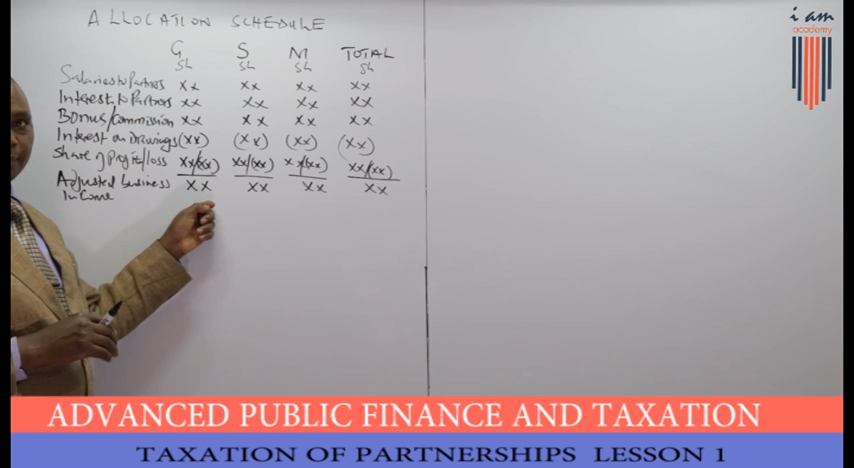 ALLOCATION SCHEDULE
G S M TOTAL
Sh Sh Sh Sh
Salaries to Partners xx xx xx xx
Interest to Partners xx xx xx xx
Bonus/Commission xx xx xx xx
Interest on Drawings (xx) (xx) (xx) (xx)
Share of Profit/loss xx/(xx) xx/(xx) xx/(xx) xx/(xx)
Adjusted business xx xx xx xx
Income
i am
academy
ADVANCED PUBLIC FINANCE AND TAXATION
TAXATION OF PARTNERSHIPS LESSON 1